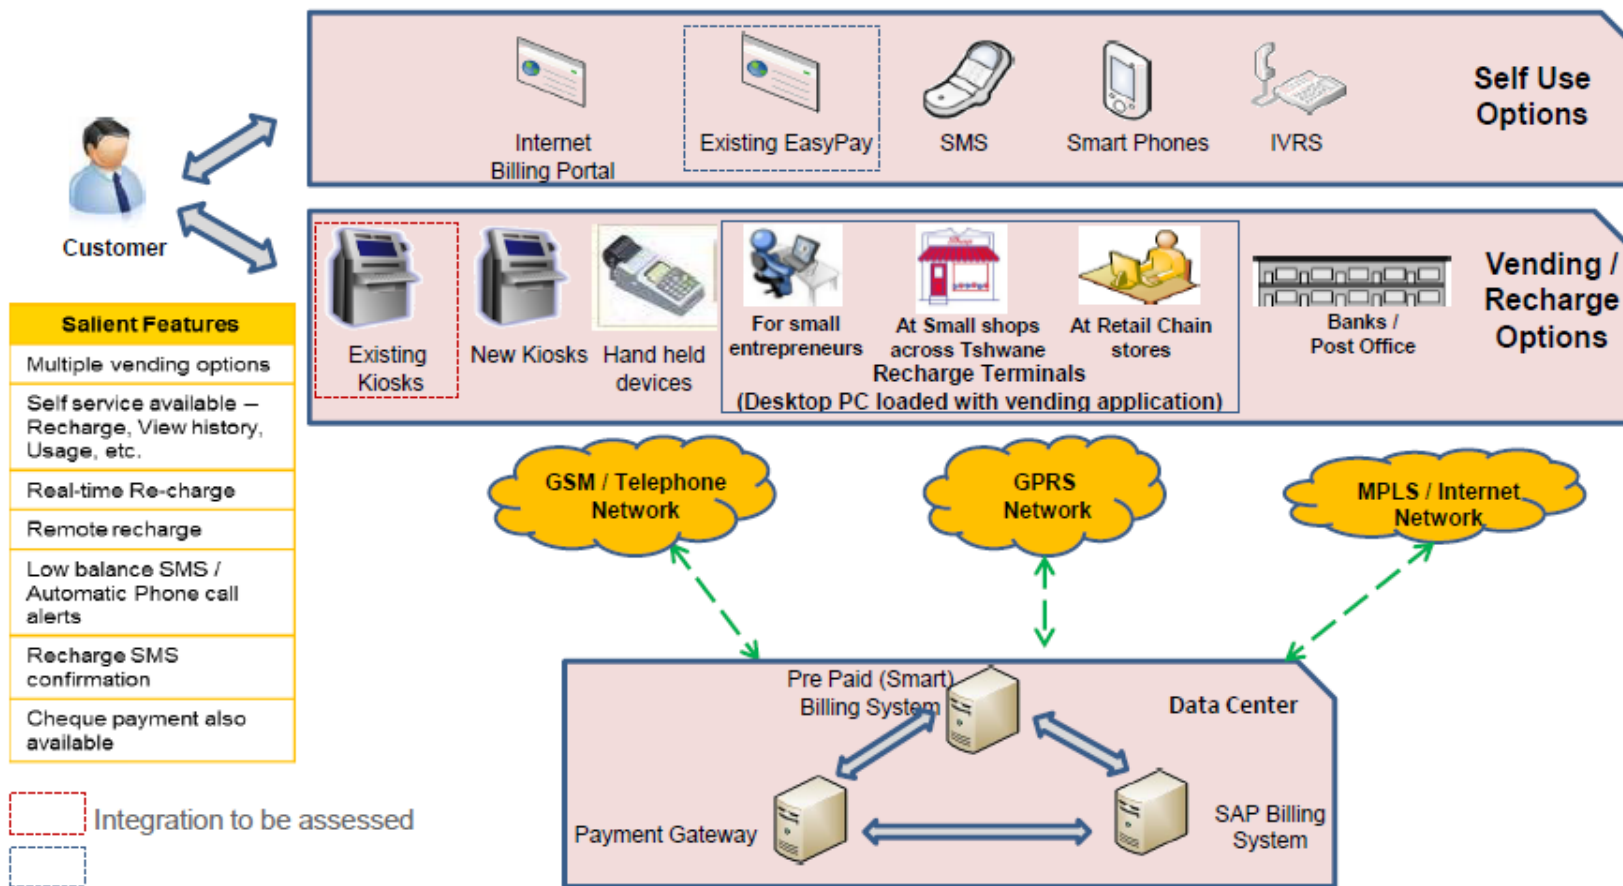 Internet
Billing Portal
Existing EasyPay
SMS
Smart Phones
IVRS
Self Use
Options
Customer
Existing
Kiosks
New Kiosks
Hand held
devices
For small
entrepreneurs
Shop
At Small shops
across Tshwane
At Retail Chain
stores
Recharge Terminals
(Desktop PC loaded with vending application)
Banks /
Post Office
Vending /
Recharge
Options
Salient Features
Multiple vending options
Self service available –
Recharge, View history,
Usage, etc.
Real-time Re-charge
Remote recharge
Low balance SMS /
Automatic Phone call
alerts
Recharge SMS
confirmation
Cheque payment also
available
GSM / Telephone
Network
GPRS
Network
MPLS / Internet
Network
Pre Paid (Smart)
Billing System
Data Center
Payment Gateway
SAP Billing
System
Integration to be assessed